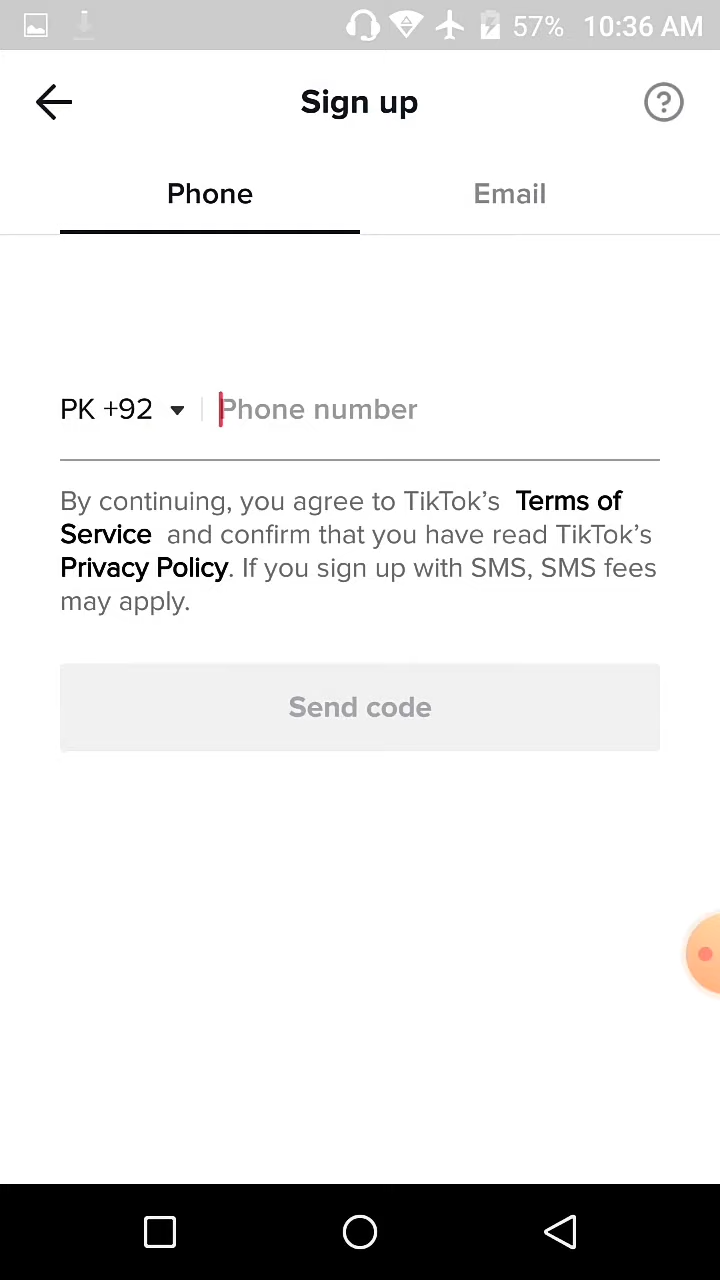 57% 10:36 AM
Sign up
Phone Email
PK +92 Phone number
By continuing, you agree to TikTok’s Terms of
Service and confirm that you have read TikTok’s
Privacy Policy. If you sign up with SMS, SMS fees
may apply.
Send code